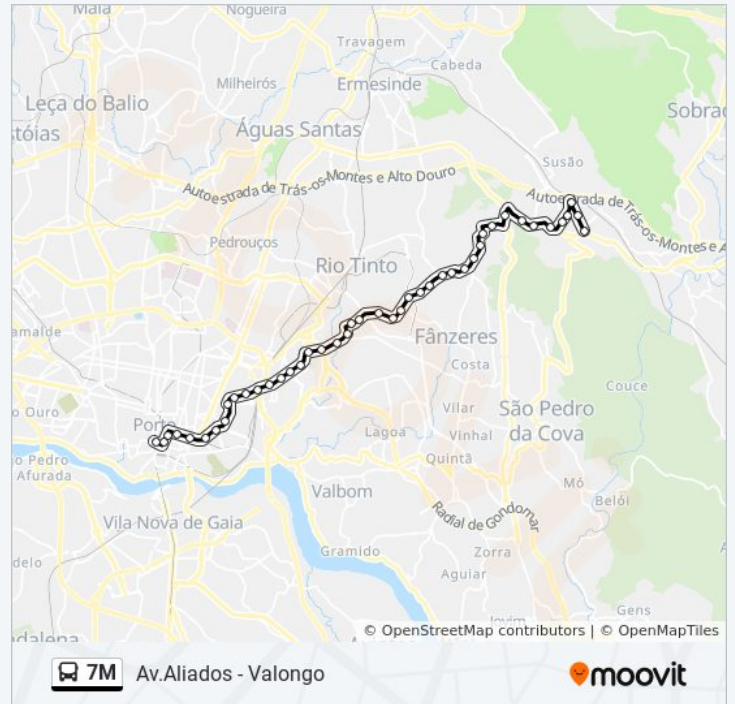 Maia
Nogueira
Travagem
Cabeda
Milheirós
Ermesinde
Leça do Balio
Sobrad
stóias
Águas Santas
Susão
Autoestrada de Trás-os-Montes e Alto Douro
Autoestrada de Trás-os-Montes e A
Pedrouços
Rio Tinto
amalde
Fânzeres
Costa
Couce
o Ouro
Porto
Vilar
São Pedro
da Cova
Lagoa
Vinhal
go Pedro
Afurada
Quintã
Mó
Belói
Valbom
Radial de Gondomar
Vila Nova de Gaia
Gramido
Zorra
delo
Aguiar
Gens
Jovim
dalena
© OpenStreetMap contributors | © OpenMapTiles
7M Av.Aliados - Valongo
moovit